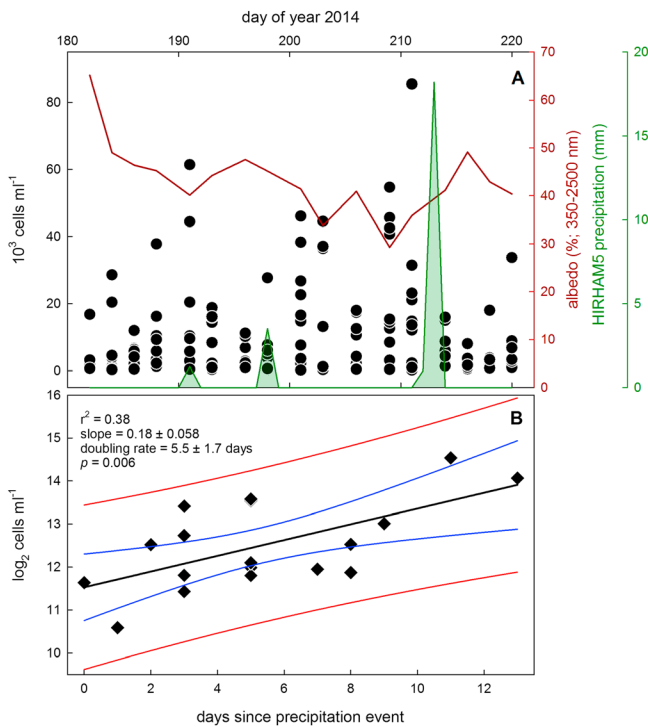 day of year 2014
180 190 200 210 220
A
80
60
40
20
0
10³ cells ml⁻¹
70
60
50
40
30
20
10
0
albedo (%; 350-2500 nm)
20
15
10
5
0
HIRHAM5 precipitation (mm)
B
r² = 0.38
slope = 0.18 ± 0.058
doubling rate = 5.5 ± 1.7 days
p = 0.006
16
15
14
13
12
11
10
log₂ cells ml⁻¹
0 2 4 6 8 10 12
days since precipitation event